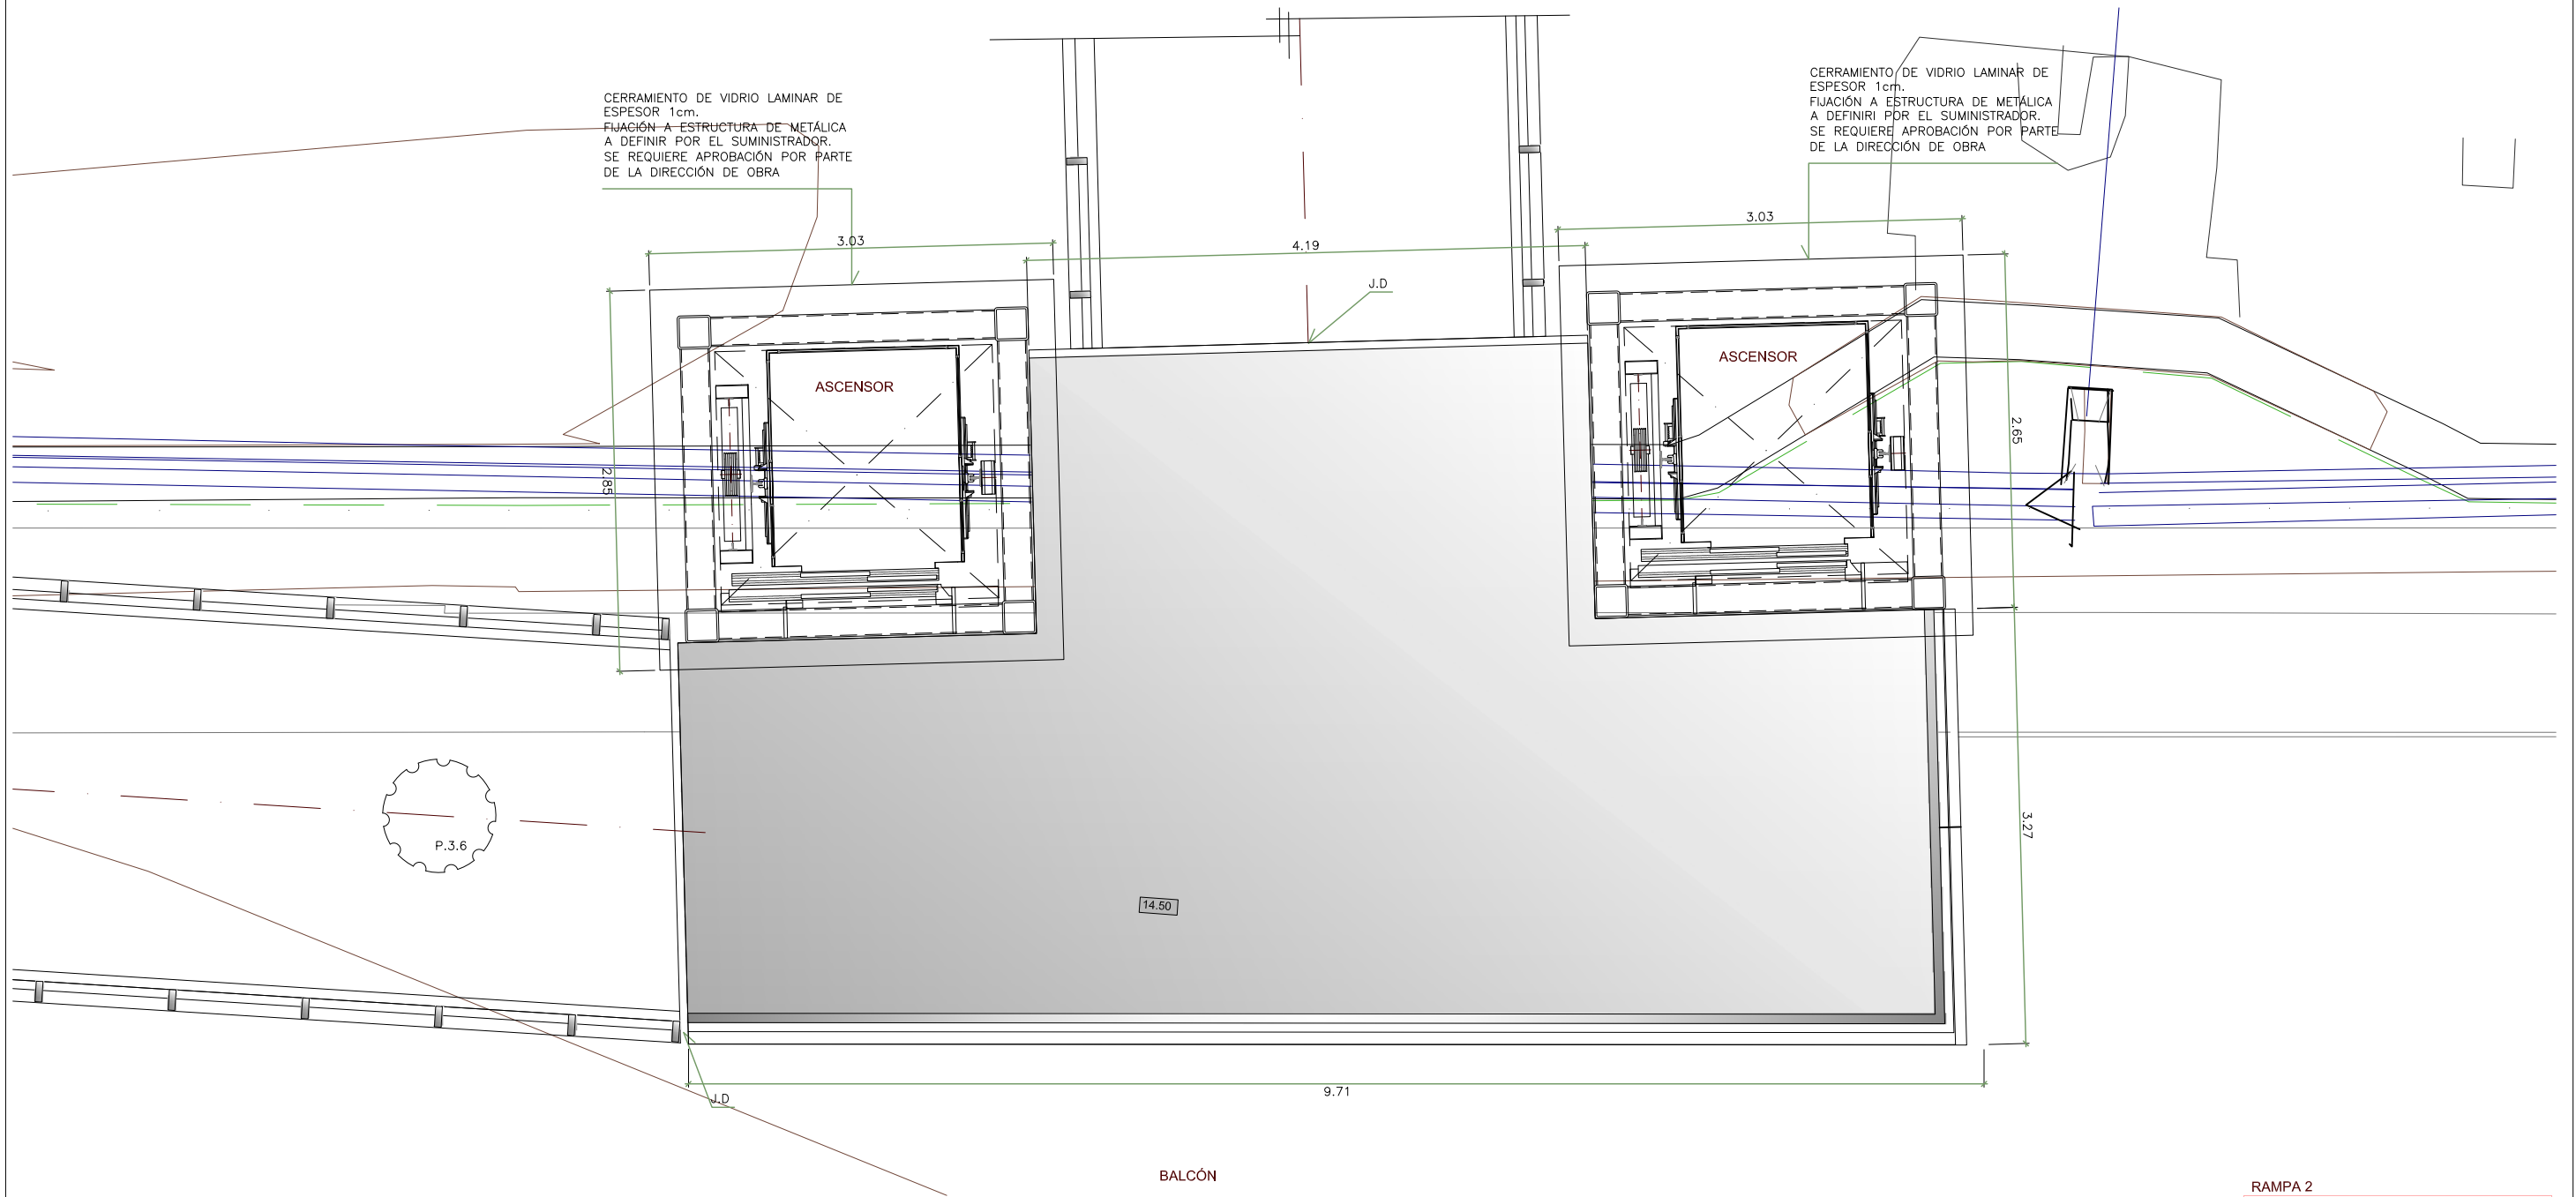 CERRAMIENTO DE VIDRIO LAMINAR DE
ESPESOR 1cm.
FIJACIÓN A ESTRUCTURA DE METÁLICA
A DEFINIR POR EL SUMINISTRADOR.
SE REQUIERE APROBACIÓN POR PARTE
DE LA DIRECCIÓN DE OBRA
CERRAMIENTO DE VIDRIO LAMINAR DE
ESPESOR 1cm.
FIJACIÓN A ESTRUCTURA DE METÁLICA
A DEFINIRI POR EL SUMINISTRADOR.
SE REQUIERE APROBACIÓN POR PARTE
DE LA DIRECCIÓN DE OBRA
3.03
4.19
3.03
J.D
ASCENSOR
ASCENSOR
2.85
2.65
3.27
P.3.6
14.50
9.71
J.D
BALCÓN
RAMPA 2